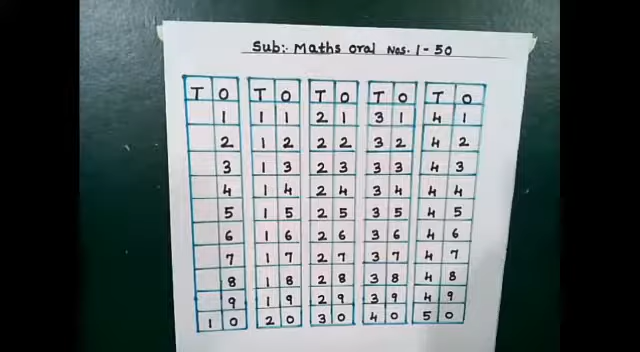 Sub:- Maths oral Nos. 1-50
T O T O T O T O T O
1 1 1 2 1 3 1 4 1
2 1 2 2 2 3 2 4 2
3 1 3 2 3 3 3 4 3
4 1 4 2 4 3 4 4 4
5 1 5 2 5 3 5 4 5
6 1 6 2 6 3 6 4 6
7 1 7 2 7 3 7 4 7
8 1 8 2 8 3 8 4 8
9 1 9 2 9 3 9 4 9
1 0 2 0 3 0 4 0 5 0